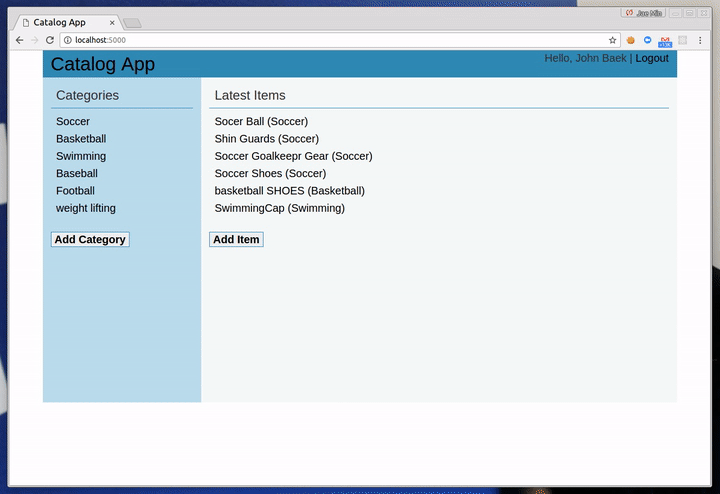 Jae Min
Catalog App
localhost:5000
Catalog App
Hello, John Baek | Logout
Categories
Soccer
Basketball
Swimming
Baseball
Football
weight lifting
Add Category
Latest Items
Socer Ball (Soccer)
Shin Guards (Soccer)
Soccer Goalkeepr Gear (Soccer)
Soccer Shoes (Soccer)
basketball SHOES (Basketball)
SwimmingCap (Swimming)
Add Item